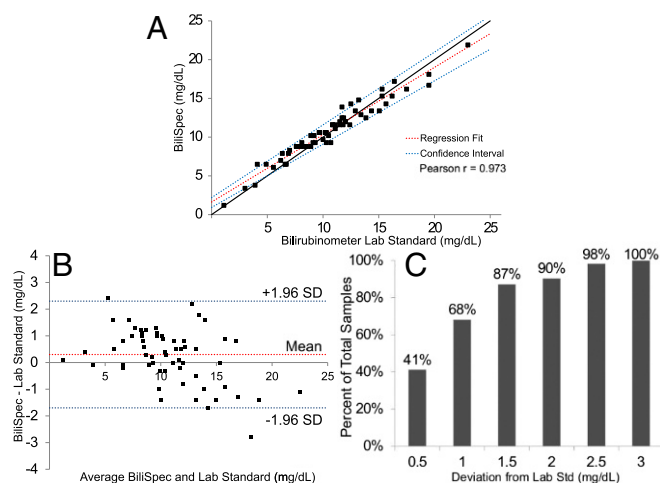 A
25
20
15
10
5
0
BiliSpec (mg/dL)
5 10 15 20 25
Bilirubinometer Lab Standard (mg/dL)
Regression Fit
Confidence Interval
Pearson r = 0.973
B
4
3
2
1
0
-1
-2
-3
-4
BiliSpec - Lab Standard (mg/dL)
+1.96 SD
Mean
-1.96 SD
5 10 15 20 25
Average BiliSpec and Lab Standard (mg/dL)
C
100%
80%
60%
40%
20%
0%
Percent of Total Samples
41% 68% 87% 90% 98% 100%
0.5 1 1.5 2 2.5 3
Deviation from Lab Std (mg/dL)